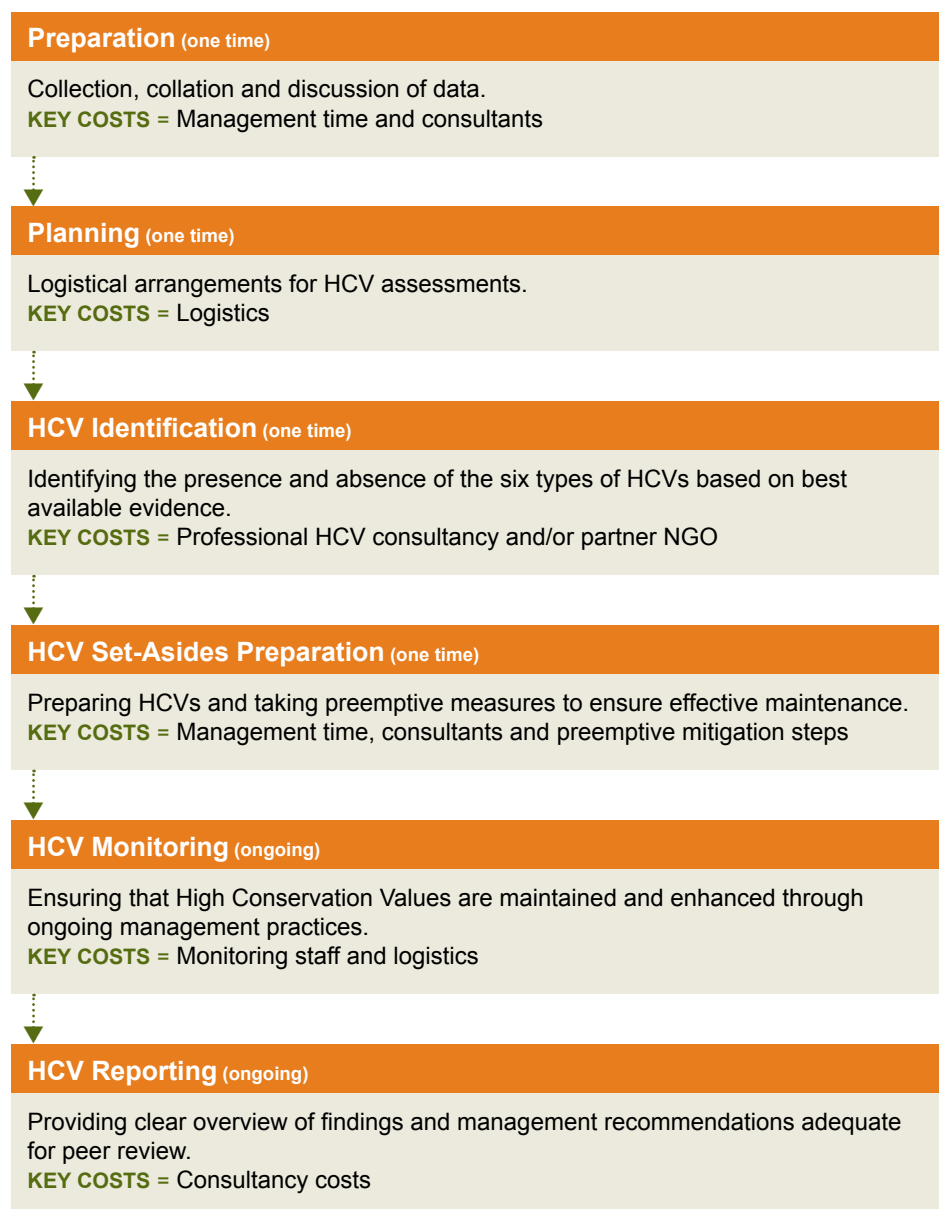 Preparation (one time)
Collection, collation and discussion of data.
KEY COSTS = Management time and consultants
Planning (one time)
Logistical arrangements for HCV assessments.
KEY COSTS = Logistics
HCV Identification (one time)
Identifying the presence and absence of the six types of HCVs based on best
available evidence.
KEY COSTS = Professional HCV consultancy and/or partner NGO
HCV Set-Asides Preparation (one time)
Preparing HCVs and taking preemptive measures to ensure effective maintenance.
KEY COSTS = Management time, consultants and preemptive mitigation steps
HCV Monitoring (ongoing)
Ensuring that High Conservation Values are maintained and enhanced through
ongoing management practices.
KEY COSTS = Monitoring staff and logistics
HCV Reporting (ongoing)
Providing clear overview of findings and management recommendations adequate
for peer review.
KEY COSTS = Consultancy costs